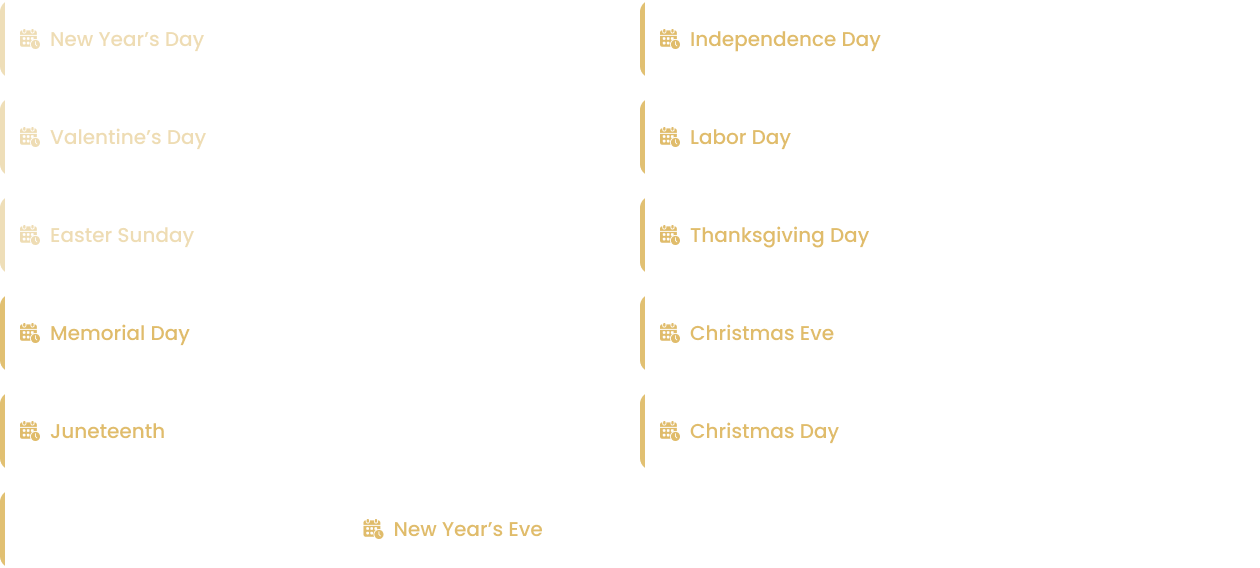 New Year’s Day
Valentine’s Day
Easter Sunday
Memorial Day
Juneteenth
Independence Day
Labor Day
Thanksgiving Day
Christmas Eve
Christmas Day
New Year’s Eve